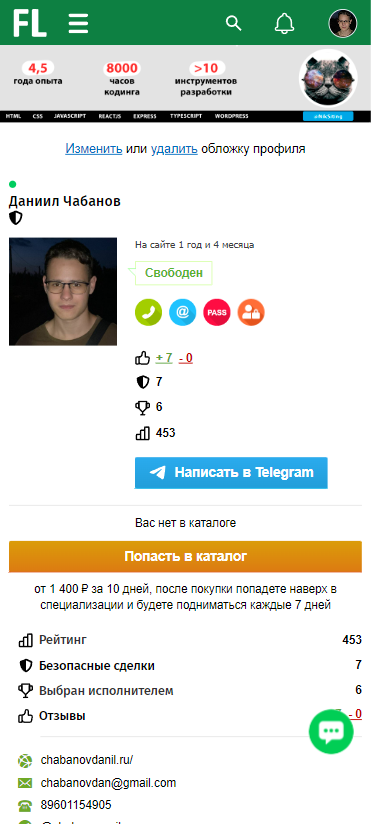 FL
4,5
года опыта
8000
часов
кодинга
>10
инструментов
разработки
HTML CSS JAVASCRIPT REACTJS EXPRESS TYPESCRIPT WORDPRESS
Изменить или удалить обложку профиля
Даниил Чабанов
На сайте 1 год и 4 месяца
Свободен
PASS
+ 7 - 0
7
6
453
Написать в Telegram
Вас нет в каталоге
Попасть в каталог
от 1 400 ₽ за 10 дней, после покупки попадете наверх в
специализации и будете подниматься каждые 7 дней
Рейтинг 453
Безопасные сделки 7
Выбран исполнителем 6
Отзывы - 0
chabanovdanil.ru/
chabanovdan@gmail.com
89601154905